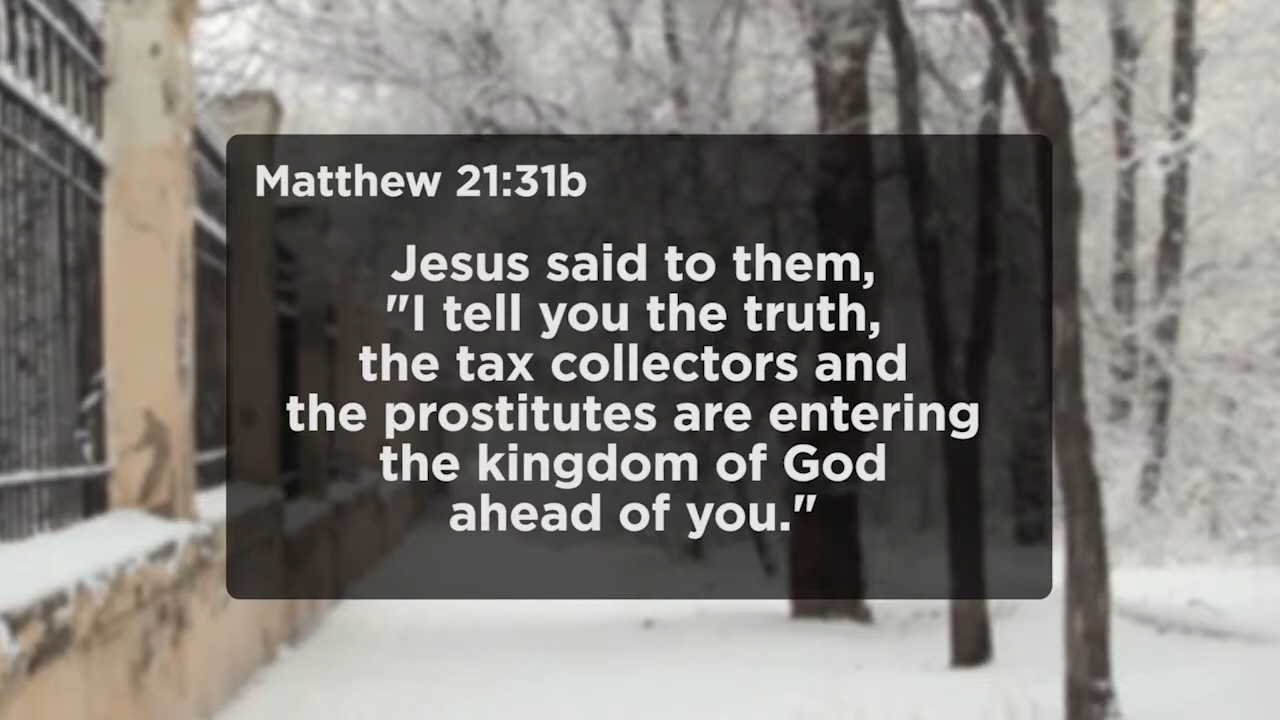 Matthew 21:31b
Jesus said to them,
"I tell you the truth,
the tax collectors and
the prostitutes are entering
the kingdom of God
ahead of you."